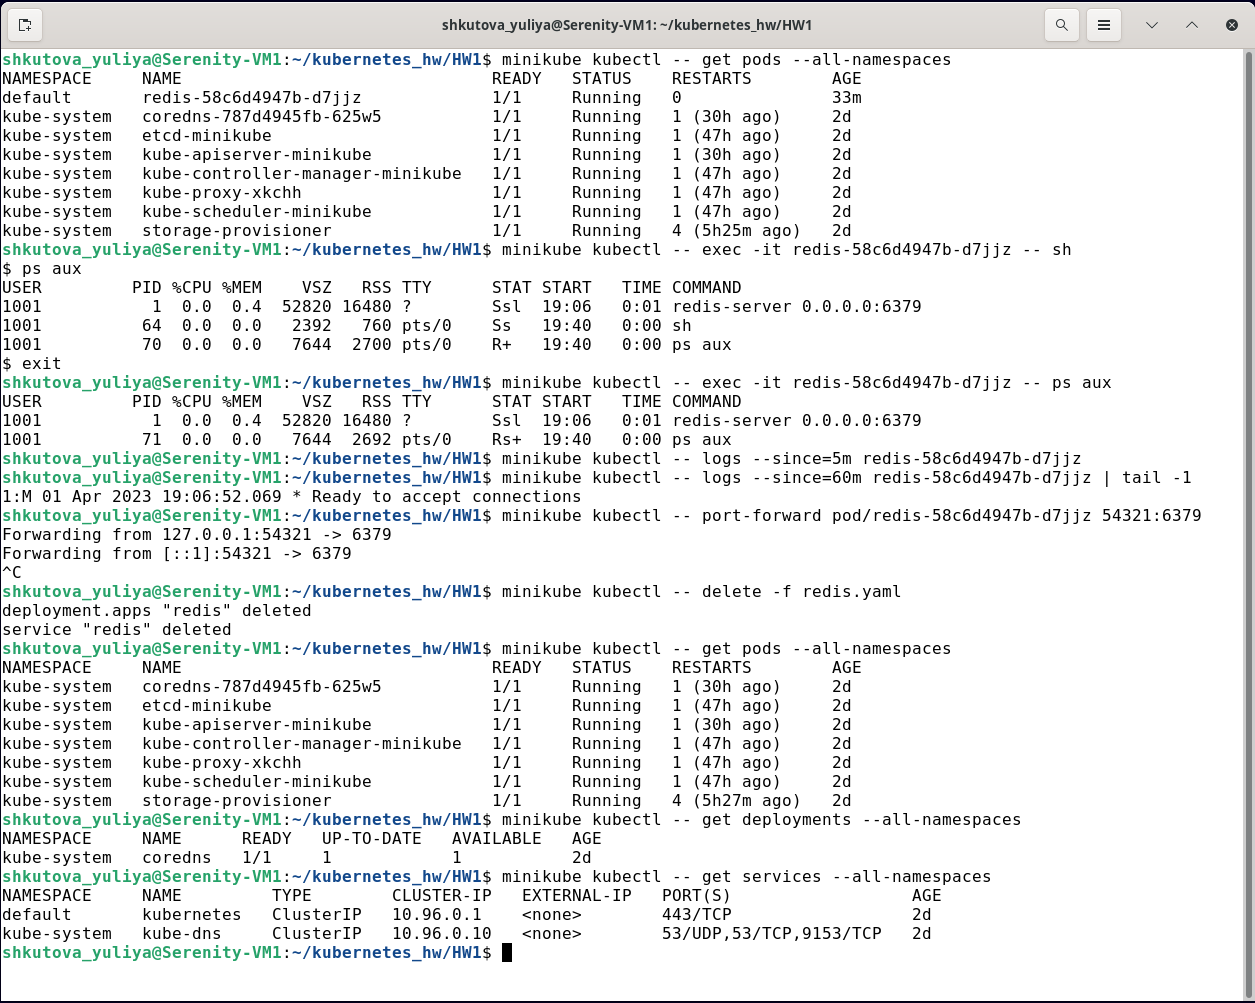 shkutova_yuliya@Serenity-VM1: ~/kubernetes_hw/HW1
shkutova_yuliya@Serenity-VM1:~/kubernetes_hw/HW1$ minikube kubectl -- get pods --all-namespaces
NAMESPACE     NAME                               READY   STATUS    RESTARTS        AGE
default       redis-58c6d4947b-d7jjz             1/1     Running   0               33m
kube-system   coredns-787d4945fb-625w5           1/1     Running   1 (30h ago)     2d
kube-system   etcd-minikube                      1/1     Running   1 (47h ago)     2d
kube-system   kube-apiserver-minikube            1/1     Running   1 (30h ago)     2d
kube-system   kube-controller-manager-minikube   1/1     Running   1 (47h ago)     2d
kube-system   kube-proxy-xkchh                   1/1     Running   1 (47h ago)     2d
kube-system   kube-scheduler-minikube            1/1     Running   1 (47h ago)     2d
kube-system   storage-provisioner                1/1     Running   4 (5h25m ago)   2d
shkutova_yuliya@Serenity-VM1:~/kubernetes_hw/HW1$ minikube kubectl -- exec -it redis-58c6d4947b-d7jjz -- sh
$ ps aux
USER         PID %CPU %MEM    VSZ   RSS TTY      STAT START   TIME COMMAND
1001           1  0.0  0.4  52820 16480 ?        Ssl  19:06   0:01 redis-server 0.0.0.0:6379
1001          64  0.0  0.0   2392   760 pts/0    Ss   19:40   0:00 sh
1001          70  0.0  0.0   7644  2700 pts/0    R+   19:40   0:00 ps aux
$ exit
shkutova_yuliya@Serenity-VM1:~/kubernetes_hw/HW1$ minikube kubectl -- exec -it redis-58c6d4947b-d7jjz -- ps aux
USER         PID %CPU %MEM    VSZ   RSS TTY      STAT START   TIME COMMAND
1001           1  0.0  0.4  52820 16480 ?        Ssl  19:06   0:01 redis-server 0.0.0.0:6379
1001          71  0.0  0.0   7644  2692 pts/0    Rs+  19:40   0:00 ps aux
shkutova_yuliya@Serenity-VM1:~/kubernetes_hw/HW1$ minikube kubectl -- logs --since=5m redis-58c6d4947b-d7jjz
shkutova_yuliya@Serenity-VM1:~/kubernetes_hw/HW1$ minikube kubectl -- logs --since=60m redis-58c6d4947b-d7jjz | tail -1
1:M 01 Apr 2023 19:06:52.069 * Ready to accept connections
shkutova_yuliya@Serenity-VM1:~/kubernetes_hw/HW1$ minikube kubectl -- port-forward pod/redis-58c6d4947b-d7jjz 54321:6379
Forwarding from 127.0.0.1:54321 -> 6379
Forwarding from [::1]:54321 -> 6379
^C
shkutova_yuliya@Serenity-VM1:~/kubernetes_hw/HW1$ minikube kubectl -- delete -f redis.yaml
deployment.apps "redis" deleted
service "redis" deleted
shkutova_yuliya@Serenity-VM1:~/kubernetes_hw/HW1$ minikube kubectl -- get pods --all-namespaces
NAMESPACE     NAME                               READY   STATUS    RESTARTS        AGE
kube-system   coredns-787d4945fb-625w5           1/1     Running   1 (30h ago)     2d
kube-system   etcd-minikube                      1/1     Running   1 (47h ago)     2d
kube-system   kube-apiserver-minikube            1/1     Running   1 (30h ago)     2d
kube-system   kube-controller-manager-minikube   1/1     Running   1 (47h ago)     2d
kube-system   kube-proxy-xkchh                   1/1     Running   1 (47h ago)     2d
kube-system   kube-scheduler-minikube            1/1     Running   1 (47h ago)     2d
kube-system   storage-provisioner                1/1     Running   4 (5h27m ago)   2d
shkutova_yuliya@Serenity-VM1:~/kubernetes_hw/HW1$ minikube kubectl -- get deployments --all-namespaces
NAMESPACE     NAME      READY   UP-TO-DATE   AVAILABLE   AGE
kube-system   coredns   1/1     1            1           2d
shkutova_yuliya@Serenity-VM1:~/kubernetes_hw/HW1$ minikube kubectl -- get services --all-namespaces
NAMESPACE     NAME         TYPE        CLUSTER-IP   EXTERNAL-IP   PORT(S)                  AGE
default       kubernetes   ClusterIP   10.96.0.1    <none>        443/TCP                  2d
kube-system   kube-dns     ClusterIP   10.96.0.10   <none>        53/UDP,53/TCP,9153/TCP   2d
shkutova_yuliya@Serenity-VM1:~/kubernetes_hw/HW1$